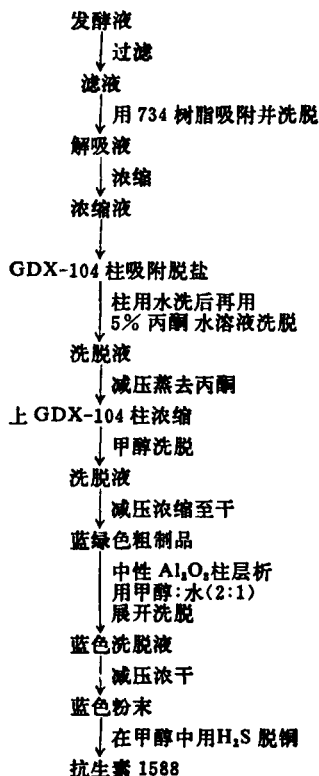 发酵液
过滤
滤液
用 734 树脂吸附并洗脱
解吸液
浓缩
浓缩液
GDX-104 柱吸附脱盐
柱用水洗后再用
5% 丙酮 水溶液洗脱
洗脱液
减压蒸去丙酮
上 GDX-104 柱浓缩
甲醇洗脱
洗脱液
减压浓缩至干
蓝绿色粗制品
中性 Al₂O₃柱层析
用甲醇:水(2:1)
展开洗脱
蓝色洗脱液
减压浓干
蓝色粉末
在甲醇中用H₂S 脱铜
抗生素 1588